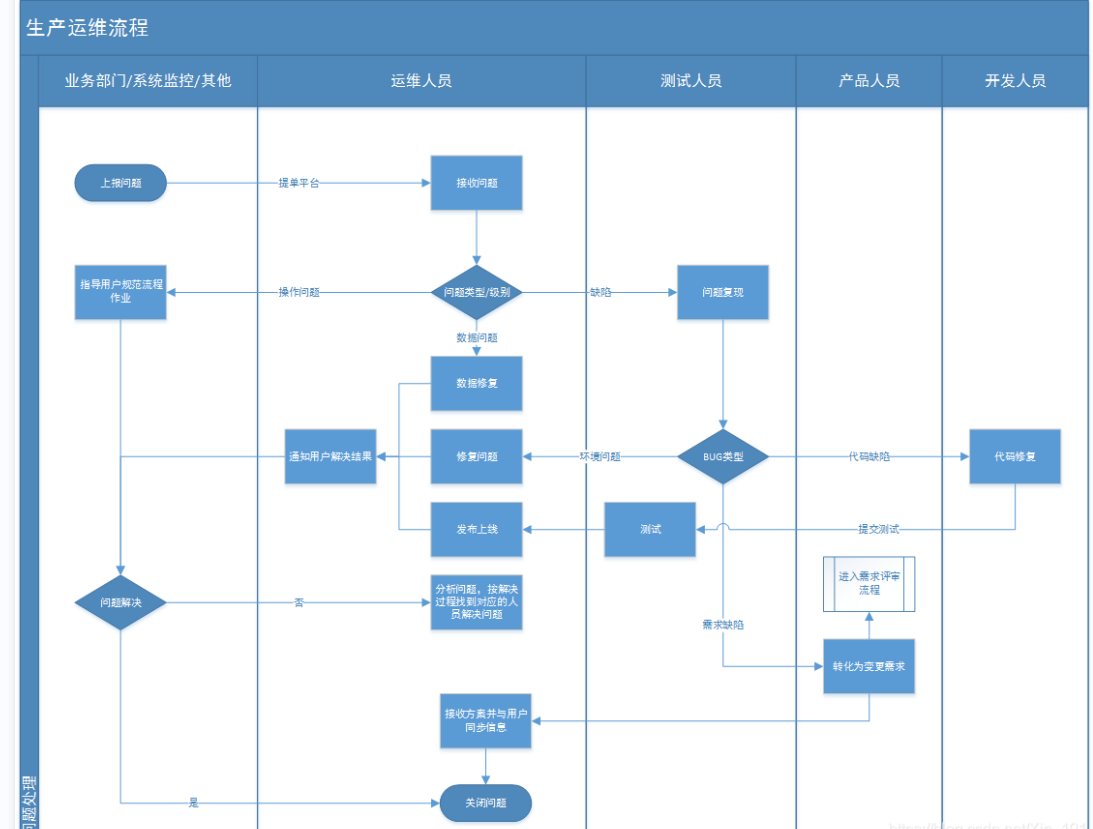 生产运维流程
业务部门/系统监控/其他
运维人员
测试人员
产品人员
开发人员
上报问题
提单平台
接收问题
指导用户规范流程
作业
操作问题
问题类型/级别
缺陷
问题复现
数据问题
数据修复
通知用户解决结果
修复问题
环境问题
BUG类型
代码缺陷
代码修复
发布上线
测试
提交测试
进入需求评审
流程
问题解决
否
分析问题，按解决
过程找到对应的人
员解决问题
需求缺陷
转化为变更需求
接收方案并与用户
同步信息
是
关闭问题
问题处理